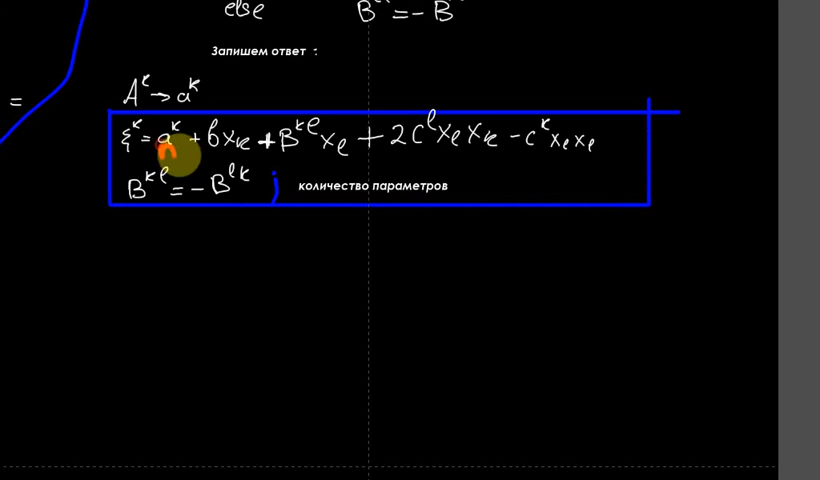 else B = - B
Запишем ответ :
A^k → a^k
=
ξ^k = a^k + bx_k + B^{kl}x_l + 2C^l x_l x_k - C^k x_l x_l
B^{kl} = - B^{lk} ; количество параметров